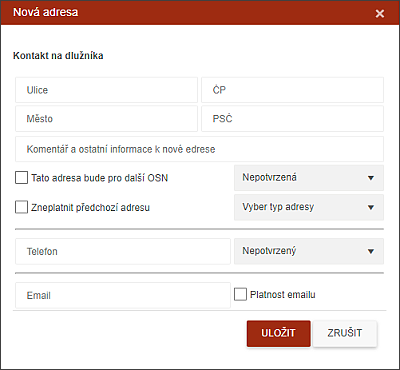 Nová adresa
Kontakt na dlužníka
Ulice ČP
Město PSČ
Komentář a ostatní informace k nové edrese
Tato adresa bude pro další OSN Nepotvrzená
Zneplatnit předchozí adresu Vyber typ adresy
Telefon Nepotvrzený
Email Platnost emailu
ULOŽIT ZRUŠIT